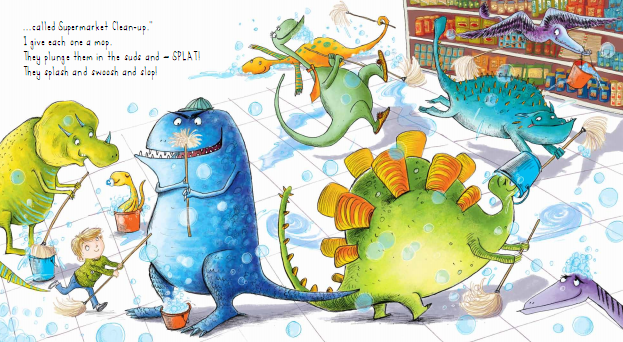 ...called Supermarket Clean-up."
I give each one a mop.
They plunge them in the suds and – SPLAT!
They splash and swoosh and slop!